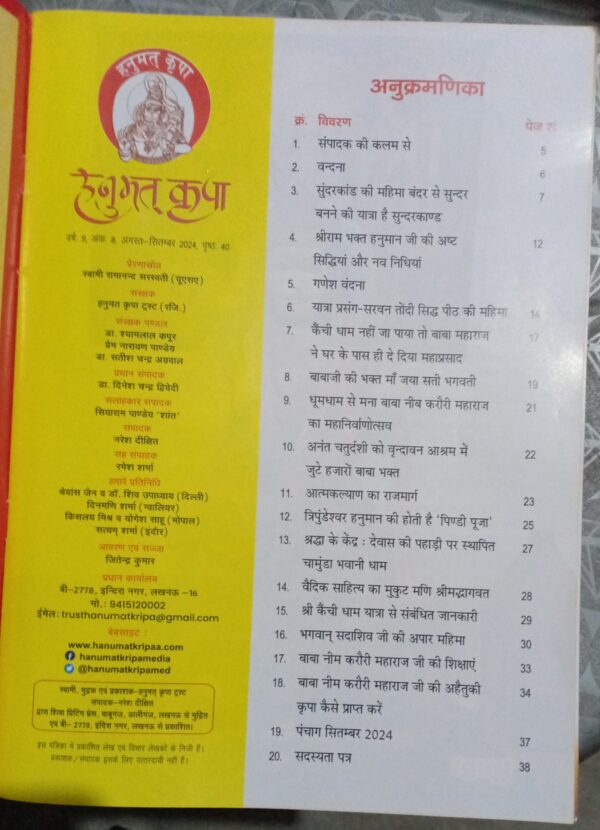 हनुमत् कृपा
हनुमत् कृपा
वर्ष: 9, अंक 8, अगस्त-सितम्बर 2024, पृष्ठ: 40
प्रेरणास्रोत
स्वामी रामानन्द सरस्वती (यूएसए)
संरक्षक
हनुमत कृपा ट्रस्ट (रजि.)
संरक्षक मण्डल
डा. श्यामलाल कपूर
प्रेम नारायण पाण्डेय
डा. सतीश चन्द्र अग्रवाल
प्रधान संपादक
डा. दिनेश चन्द्र द्विवेदी
सलाहकार संपादक
सियाराम पाण्डेय 'शांत'
संपादक
नरेश दीक्षित
सह संपादक
रमेश शर्मा
हमारे प्रतिनिधि
श्रेयांस जैन व डॉ. शिव उपाध्याय (दिल्ली)
दिनमणि शर्मा (ग्वालियर)
किसलय मिश्र व योगेश साहू (भोपाल)
सत्यम् शर्मा (इंदौर)
आवरण एवं सज्जा
जितेन्द्र कुमार
प्रधान कार्यालय
बी-2778, इन्दिरा नगर, लखनऊ -16
मो.: 9415120002
ईमेल: trusthanumatkripa@gmail.com
बेबसाइट :
www.hanumatkripaa.com
@hanumatkripamedia
@hanumatkripamed
स्वामी, मुद्रक एवं प्रकाशक-हनुमत कृपा ट्रस्ट
संपादक-नरेश दीक्षित
द्वारा शिवा प्रिंटिंग प्रेस, बाबूगंज, डालीगंज, लखनऊ से मुद्रित
एवं बी- 2778, इंदिरा नगर, लखनऊ से प्रकाशित।
इस पत्रिका में प्रकाशित लेख एवं विचार लेखकों के निजी हैं।
प्रकाशक/संपादक इसके लिए उत्तरदायी नहीं है।
अनुक्रमणिका
क्रं. विवरण पेज सं
1. संपादक की कलम से 5
2. वन्दना 6
3. सुंदरकांड की महिमा बंदर से सुन्दर 7
बनने की यात्रा है सुन्दरकाण्ड
4. श्रीराम भक्त हनुमान जी की अष्ट 12
सिद्धियां और नव निधियां
5. गणेश वंदना
6. यात्रा प्रसंग-सरवन तोंदी सिद्ध पीठ की महिमा 14
7. कैंची धाम नहीं जा पाया तो बाबा महाराज 17
ने घर के पास ही दे दिया महाप्रसाद
8. बाबाजी की भक्त माँ जया सती भगवती 19
9. धूमधाम से मना बाबा नीब करौरी महाराज 21
का महानिर्वाणोत्सव
10. अनंत चतुर्दशी को वृन्दावन आश्रम में 22
जुटे हजारों बाबा भक्त
11. आत्मकल्याण का राजमार्ग 23
12. त्रिपुंडेश्वर हनुमान की होती है 'पिण्डी पूजा' 25
13. श्रद्धा के केंद्र : देवास की पहाड़ी पर स्थापित 27
चामुंडा भवानी धाम
14. वैदिक साहित्य का मुकुट मणि श्रीमद्भागवत 28
15. श्री कैंची धाम यात्रा से संबंधित जानकारी 29
16. भगवान् सदाशिव जी की अपार महिमा 30
17. बाबा नीम करौरी महाराज जी की शिक्षाएं 33
18. बाबा नीम करौरी महाराज जी की अहैतुकी 34
कृपा कैसे प्राप्त करें
19. पंचाग सितम्बर 2024 37
20. सदस्यता पत्र 38